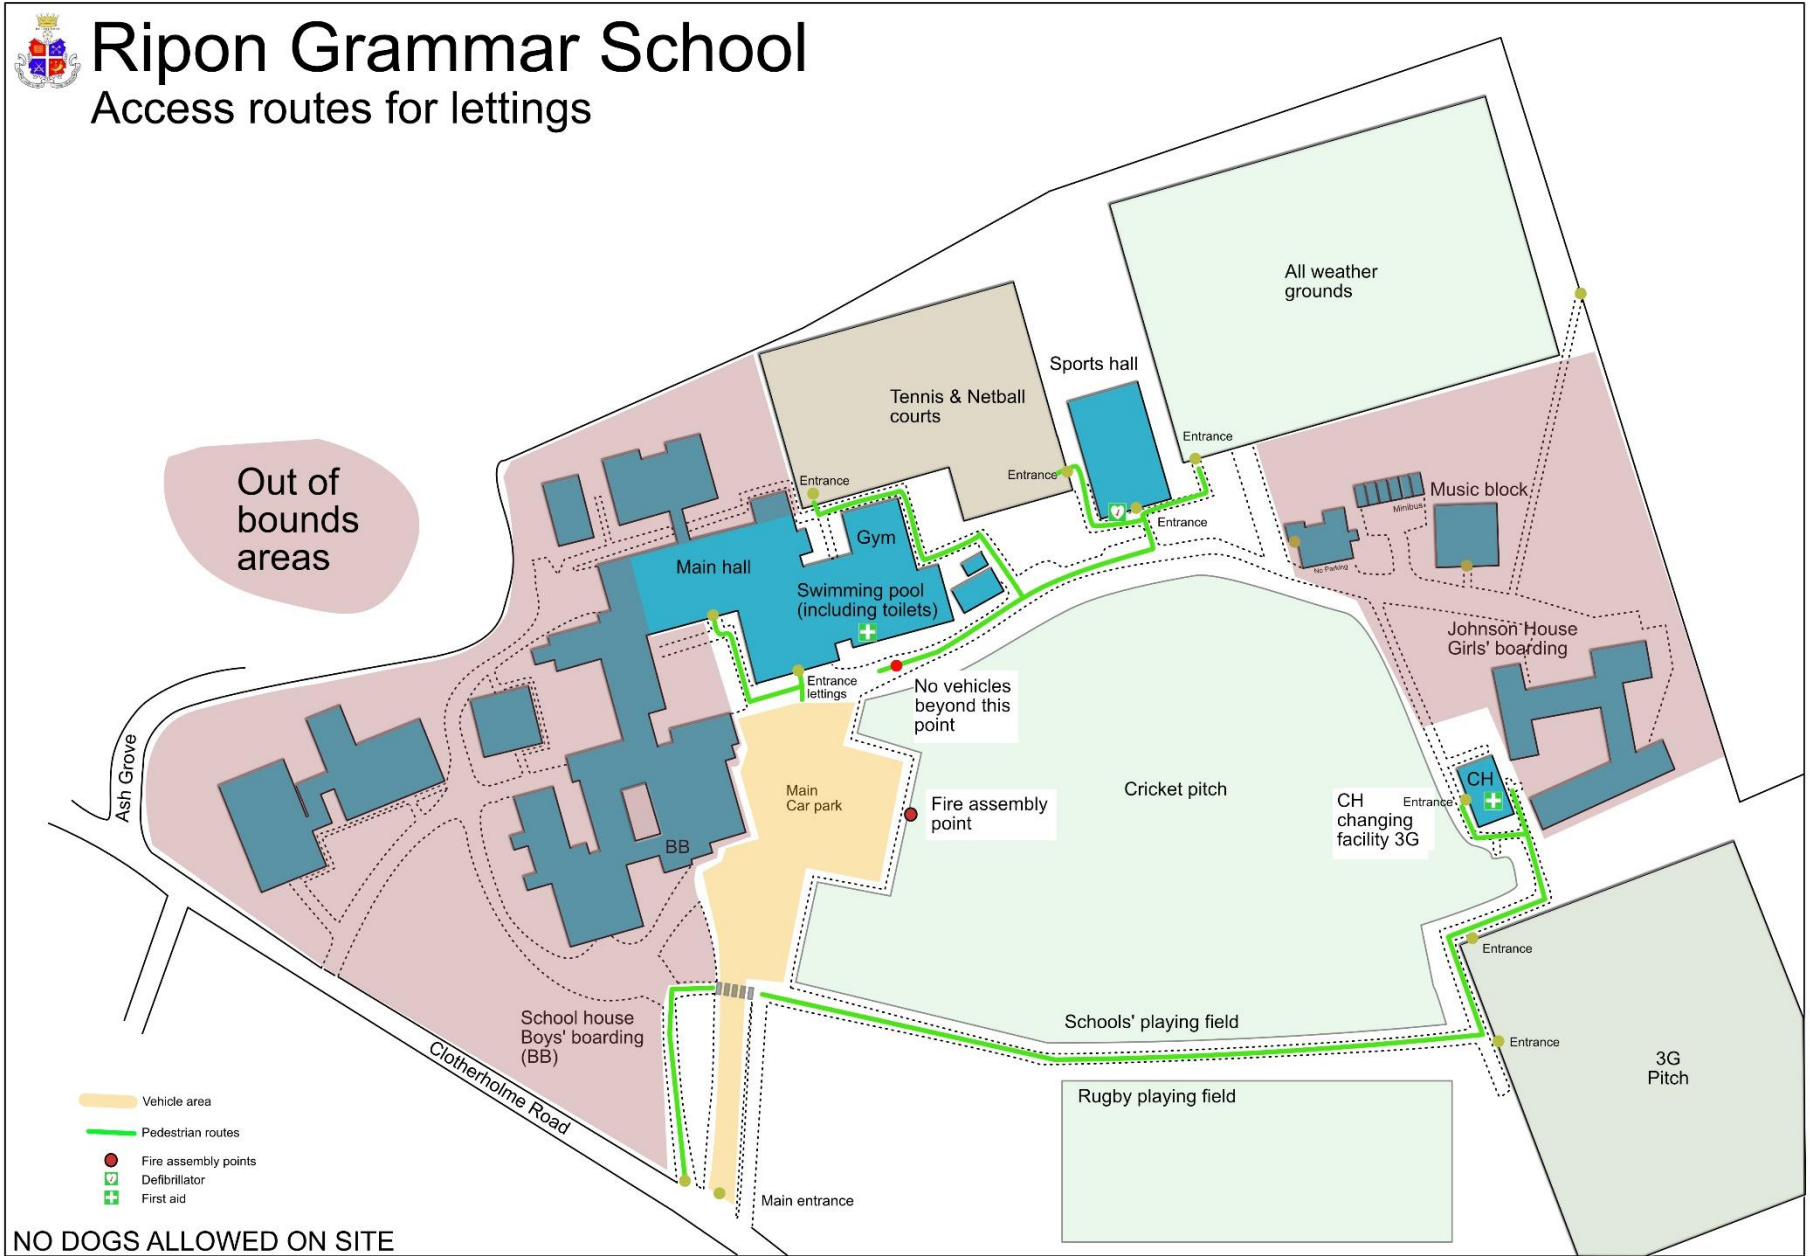 Ripon Grammar School
Access routes for lettings
All weather
grounds
Sports hall
Tennis & Netball
courts
Entrance
Entrance
Entrance
Entrance
Out of
bounds
areas
Music block
Minibus
No Parking
Gym
Main hall
Swimming pool
(including toilets)
Johnson House
Girls' boarding
Entrance
lettings
No vehicles
beyond this
point
Ash Grove
Main
Car park
Cricket pitch
CH
CH
changing
facility 3G
Entrance
Fire assembly
point
BB
Entrance
Schools' playing field
Entrance
School house
Boys' boarding
(BB)
Clotherholme Road
3G
Pitch
Rugby playing field
Vehicle area
Pedestrian routes
Fire assembly points
Defibrillator
First aid
Main entrance
NO DOGS ALLOWED ON SITE